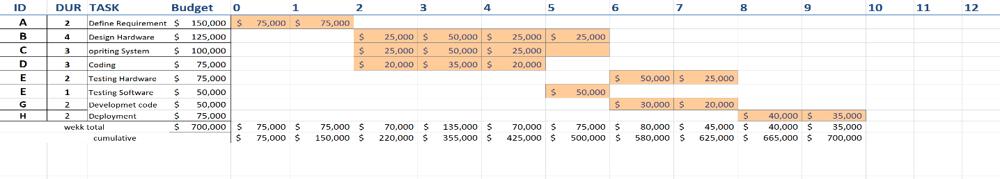 ID DUR TASK Budget 0 1 2 3 4 5 6 7 8 9 10 11 12
A 2 Define Requirement $ 150,000 $ 75,000 $ 75,000
B 4 Design Hardware $ 125,000 $ 25,000 $ 50,000 $ 25,000 $ 25,000
C 3 opriting System $ 100,000 $ 25,000 $ 50,000 $ 25,000
D 3 Coding $ 75,000 $ 20,000 $ 35,000 $ 20,000
E 2 Testing Hardware $ 75,000 $ 50,000 $ 25,000
E 1 Testing Software $ 50,000 $ 50,000
G 2 Developmet code $ 50,000 $ 30,000 $ 20,000
H 2 Deployment $ 75,000 $ 40,000 $ 35,000
wekk total $ 700,000 $ 75,000 $ 75,000 $ 70,000 $ 135,000 $ 70,000 $ 75,000 $ 80,000 $ 45,000 $ 40,000 $ 35,000
cumulative $ 75,000 $ 150,000 $ 220,000 $ 355,000 $ 425,000 $ 500,000 $ 580,000 $ 625,000 $ 665,000 $ 700,000